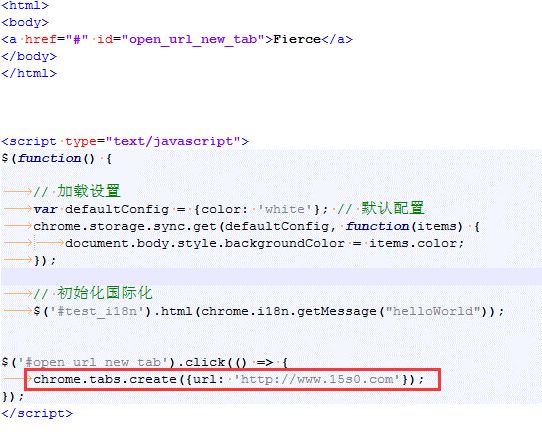 <html>
<body>
<a href="#" id="open_url_new_tab">Fierce</a>
</body>
</html>
<script type="text/javascript">
$(function() {
// 加载设置
var defaultConfig = {color: 'white'}; // 默认配置
chrome.storage.sync.get(defaultConfig, function(items) {
document.body.style.backgroundColor = items.color;
});
// 初始化国际化
$('#test_i18n').html(chrome.i18n.getMessage("helloWorld"));
$('#open_url_new_tab').click(() => {
chrome.tabs.create({url: 'http://www.15s0.com'});
});
</script>